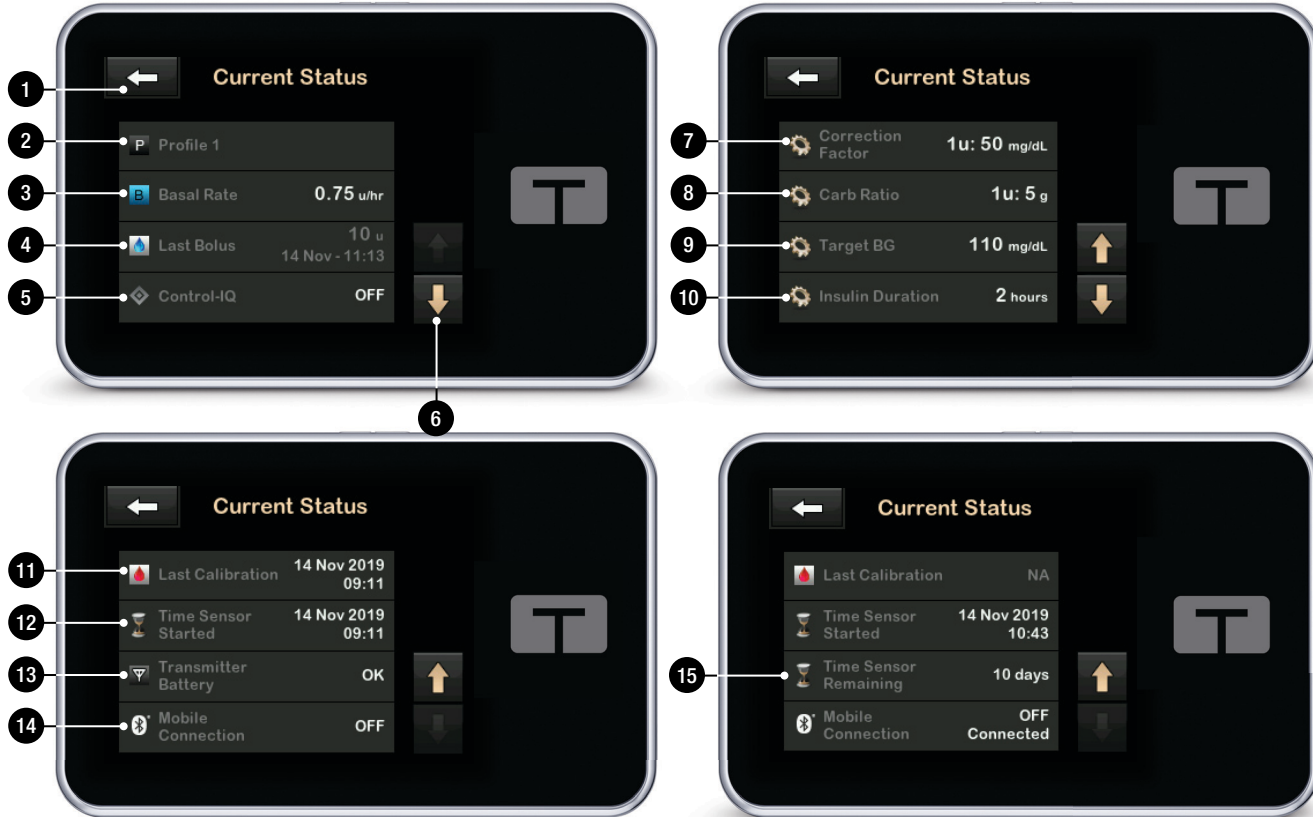 Current Status
1
2
P Profile 1
3
B Basal Rate 0.75 u/hr
4
Last Bolus 10 u
14 Nov - 11:13
5
Control-IQ OFF
6
Current Status
7
Correction
Factor 1u: 50 mg/dL
8
Carb Ratio 1u: 5 g
9
Target BG 110 mg/dL
10
Insulin Duration 2 hours
Current Status
11
Last Calibration 14 Nov 2019
09:11
12
Time Sensor 14 Nov 2019
Started 09:11
13
Transmitter
Battery OK
14
Mobile
Connection OFF
Current Status
Last Calibration NA
Time Sensor 14 Nov 2019
Started 10:43
15
Time Sensor
Remaining 10 days
Mobile OFF
Connection Connected